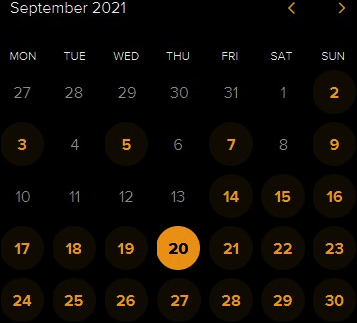 September 2021
MON TUE WED THU FRI SAT SUN
27 28 29 30 31 1 2
3 4 5 6 7 8 9
10 11 12 13 14 15 16
17 18 19 20 21 22 23
24 25 26 27 28 29 30